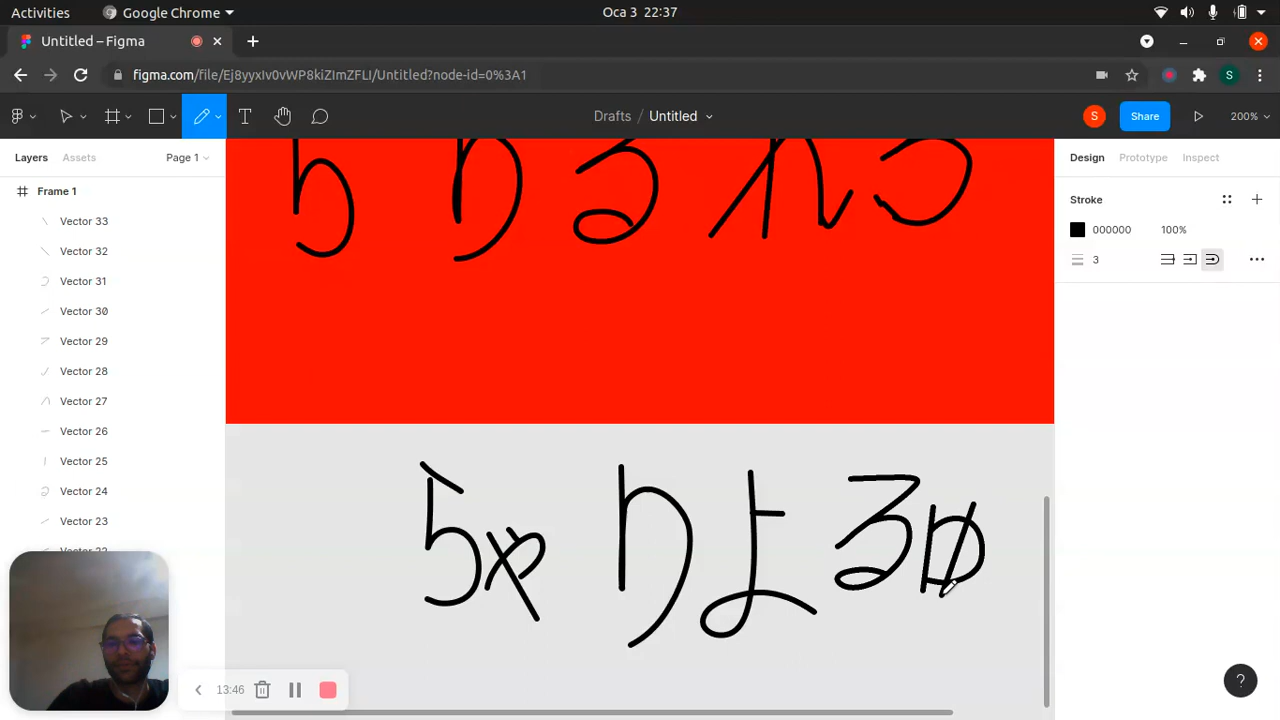 Activities
Google Chrome
Oca 3 22:37
Untitled – Figma
figma.com/file/Ej8yyxIv0vWP8kiZImZFLI/Untitled?node-id=0%3A1
S
T
Drafts / Untitled
S
Share
200%
Layers
Assets
Page 1
Design
Prototype
Inspect
Frame 1
Stroke
Vector 33
000000
100%
Vector 32
3
Vector 31
Vector 30
Vector 29
Vector 28
Vector 27
Vector 26
Vector 25
Vector 24
Vector 23
ら り る れ ろ
らゃ りよ るゆ
13:46
?